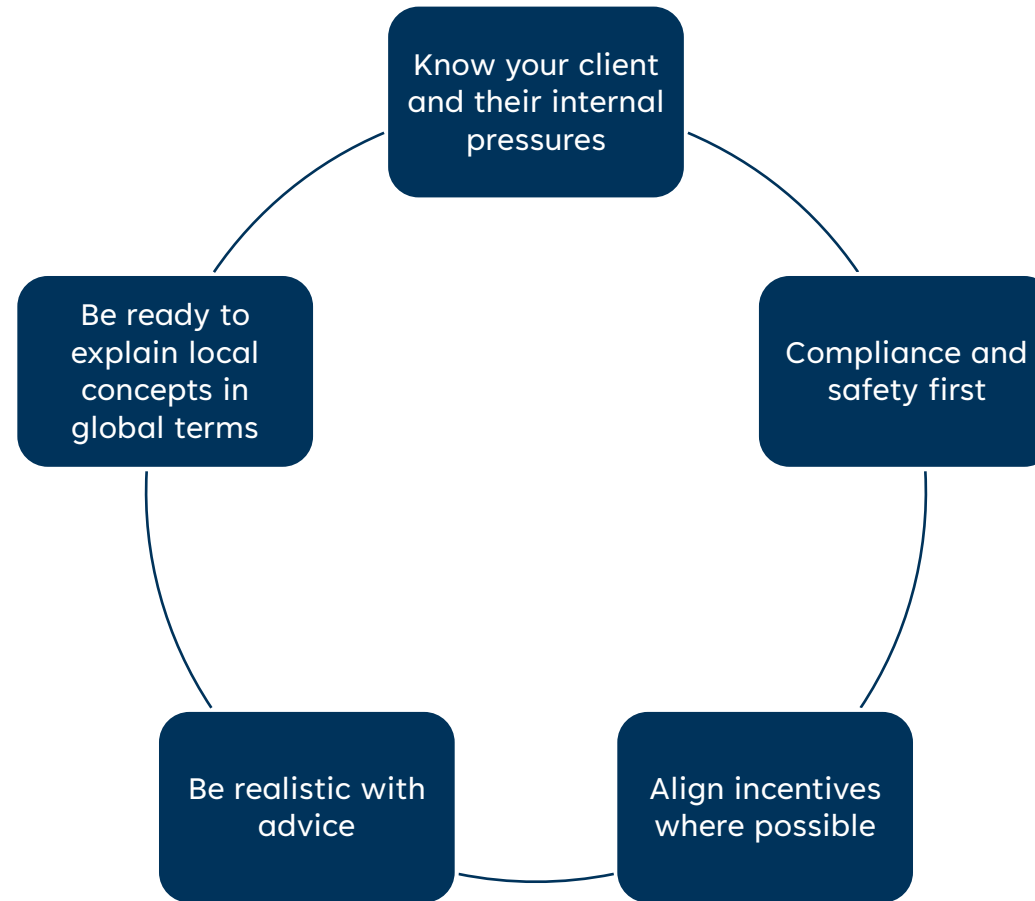 Know your client
and their internal
pressures
Compliance and
safety first
Align incentives
where possible
Be realistic with
advice
Be ready to
explain local
concepts in
global terms